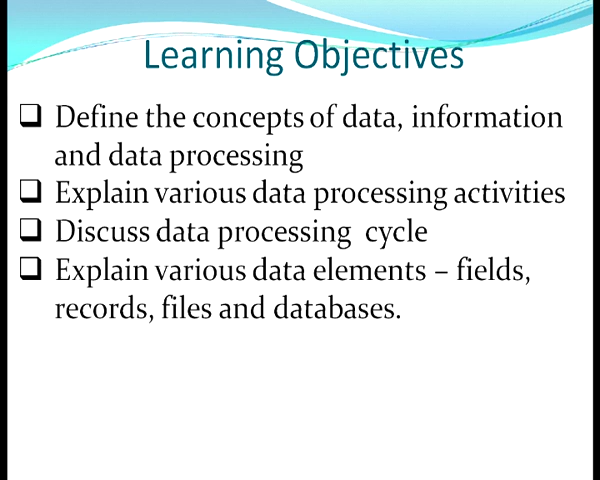 Learning Objectives
❑ Define the concepts of data, information
and data processing
❑ Explain various data processing activities
❑ Discuss data processing cycle
❑ Explain various data elements – fields,
records, files and databases.